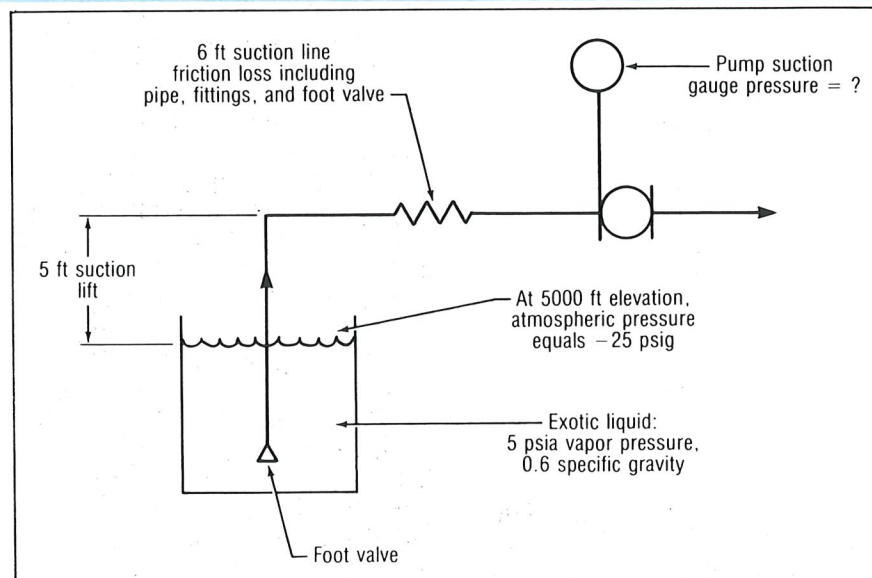 6 ft suction line
friction loss including
pipe, fittings, and foot valve
Pump suction
gauge pressure = ?
5 ft suction
lift
At 5000 ft elevation,
atmospheric pressure
equals −25 psig
Exotic liquid:
5 psia vapor pressure,
0.6 specific gravity
Foot valve